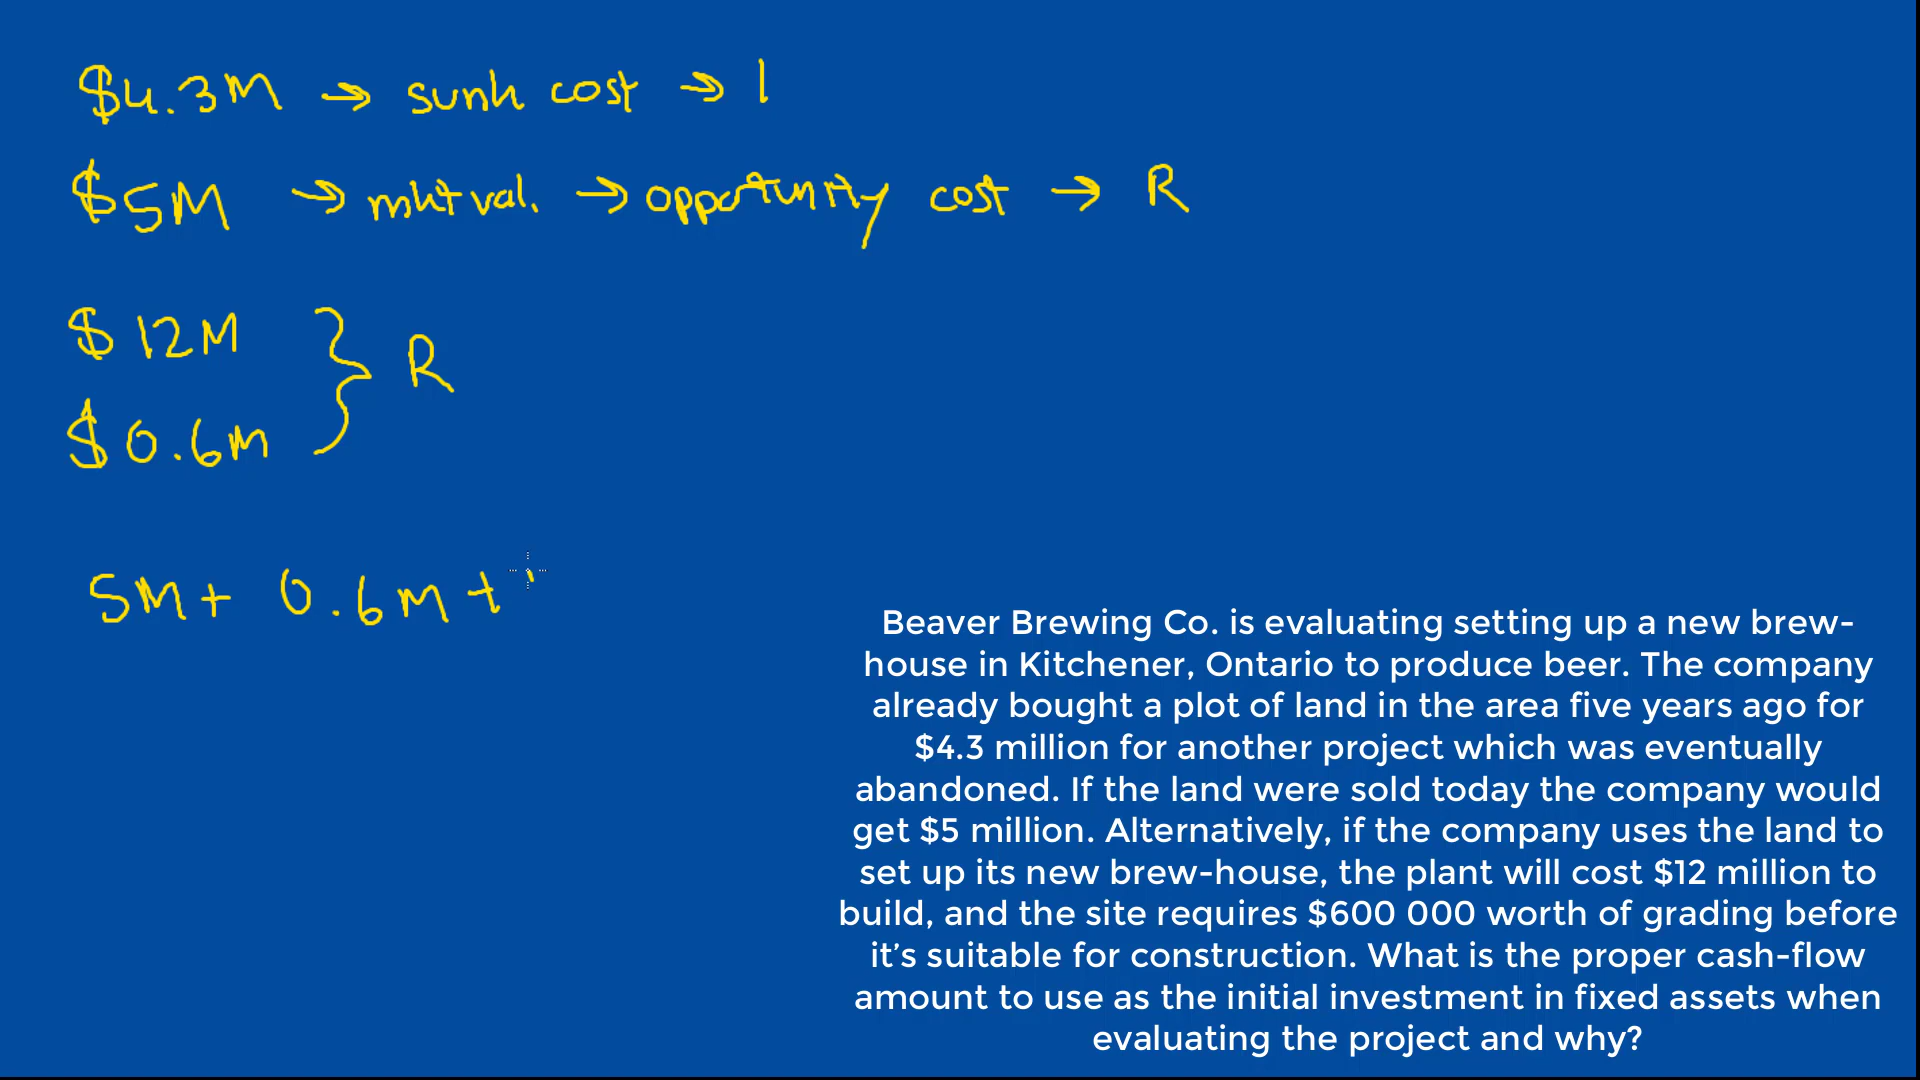 $4.3M → sunk cost → I
$5M → mkt val. → opportunity cost → R
$12M
$0.6M } R
5M + 0.6M +
Beaver Brewing Co. is evaluating setting up a new brew-
house in Kitchener, Ontario to produce beer. The company
already bought a plot of land in the area five years ago for
$4.3 million for another project which was eventually
abandoned. If the land were sold today the company would
get $5 million. Alternatively, if the company uses the land to
set up its new brew-house, the plant will cost $12 million to
build, and the site requires $600 000 worth of grading before
it's suitable for construction. What is the proper cash-flow
amount to use as the initial investment in fixed assets when
evaluating the project and why?